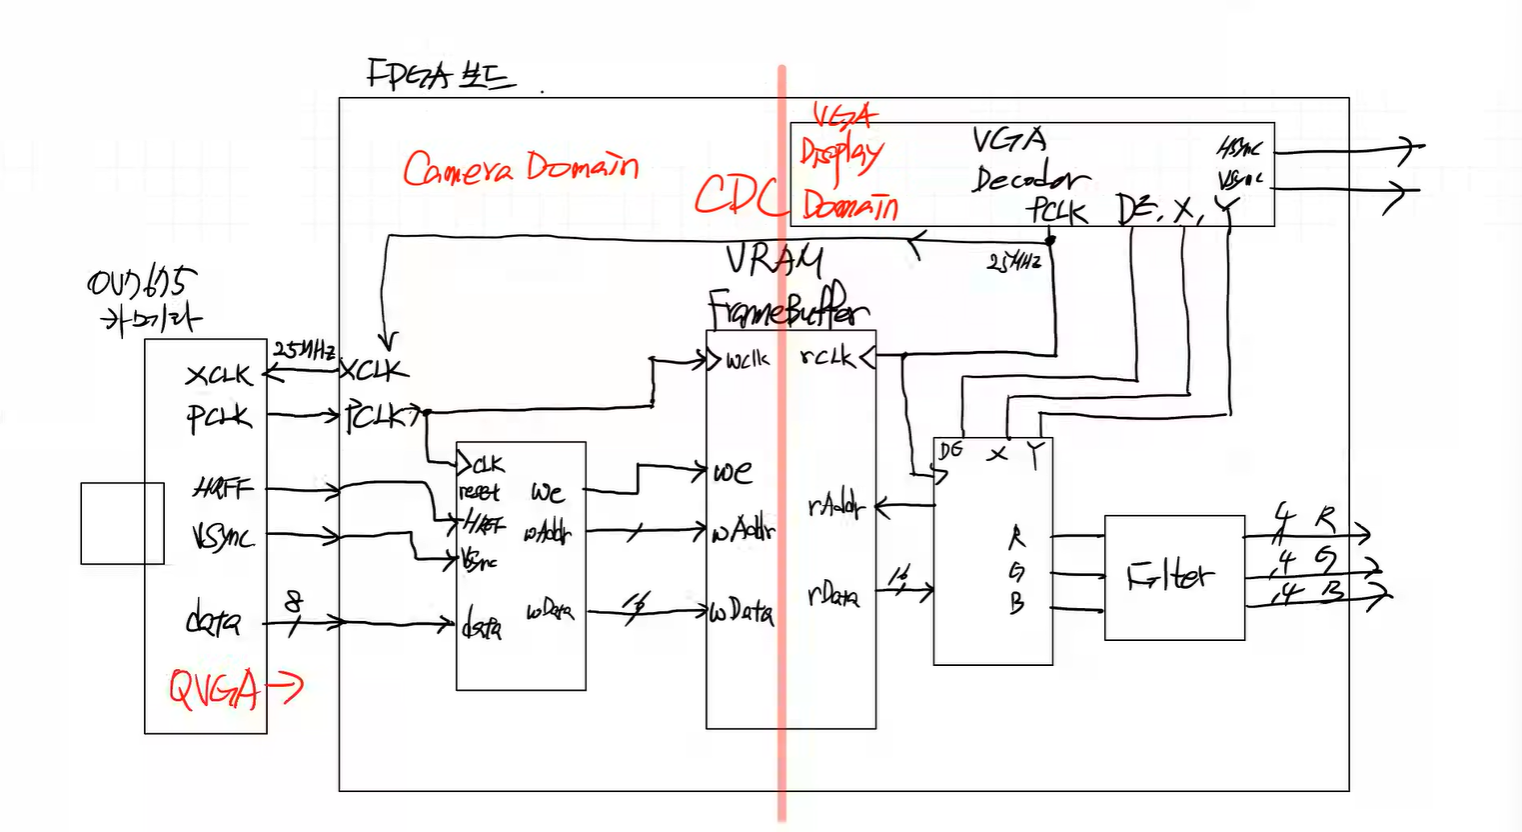 FPGA 보드
Camera Domain
CDC
VGA
Display
Domain
VGA
Decoder
PCLK
DE, X, Y
Hsync
Vsync
25MHz
VRAM
FrameBuffer
OV7675
카메라
XCLK
PCLK
HREF
Vsync
data
QVGA
25MHz
8
XCLK
PCLK
CLK
reset
HREF
Vsync
data
we
wAddr
wData
16
wclk
we
wAddr
wData
rCLK
rAddr
rData
16
DE
X
Y
R
G
B
Filter
4 R
4 G
4 B